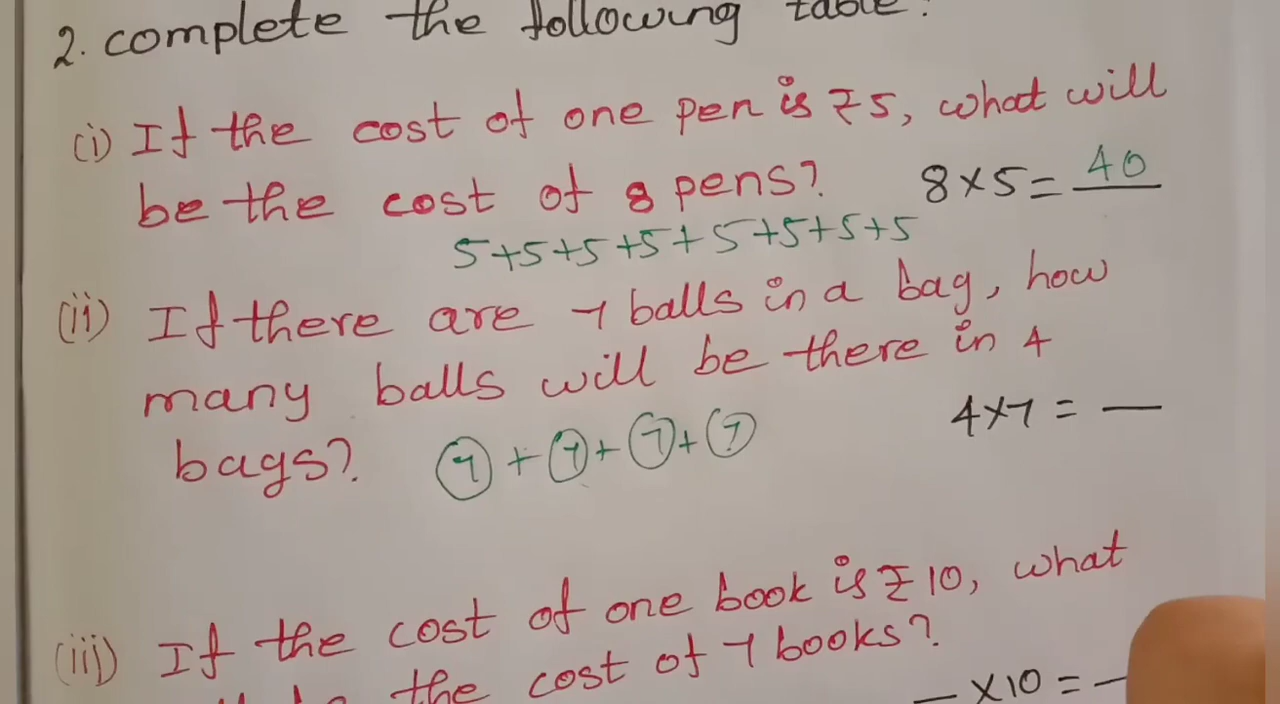 2. complete the following table.
(i) If the cost of one pen is ₹5, what will
be the cost of 8 pens? 8×5= 40
5+5+5+5+5+5+5+5
(ii) If there are 7 balls in a bag, how
many balls will be there in 4
bags? 7+7+7+7 4×7 = —
(iii) If the cost of one book is ₹10, what
the cost of 7 books?
— ×10 = —